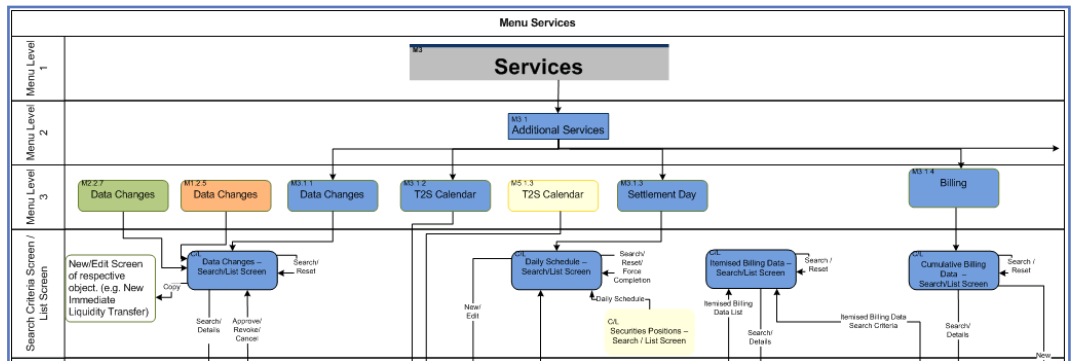 Menu Services
Menu Level
1
M3
Services
Menu Level
2
M3.1
Additional Services
Menu Level
3
M2.2.7
Data Changes
M1.2.5
Data Changes
M3.1.1
Data Changes
M3.1.2
T2S Calendar
M5.1.3
T2S Calendar
M3.1.3
Settlement Day
M3.1.4
Billing
Search Criteria Screen /
List Screen
New/Edit Screen
of respective
object. (e.g. New
Immediate
Liquidity Transfer)
Copy
C/L
Data Changes –
Search/List Screen
Search/
Reset
Search/
Details
Approve/
Revoke/
Cancel
New/
Edit
C/L
Daily Schedule –
Search/List Screen
Search/
Reset/
Force
Completion
Daily Schedule
C/L
Securities Positions –
Search / List Screen
C/L
Itemised Billing Data –
Search/List Screen
Search /
Reset
Itemised Billing
Data List
Search/
Details
Itemised Billing Data
Search Criteria
C/L
Cumulative Billing
Data –
Search/List Screen
Search /
Reset
Search/
Details
New